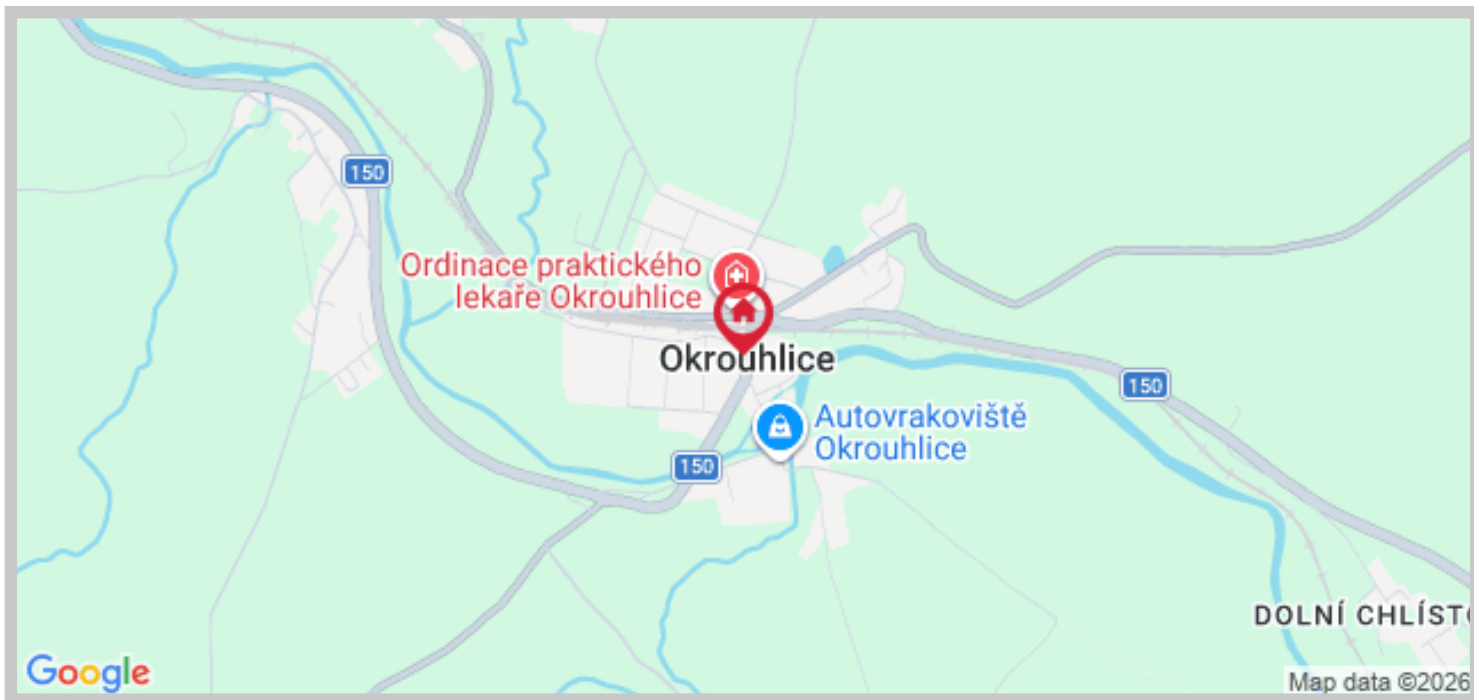 150
Ordinace praktického
lekaře Okrouhlice
Okrouhlice
150
Autovrakoviště
Okrouhlice
150
DOLNÍ CHLÍSTO
Google
Map data ©2026